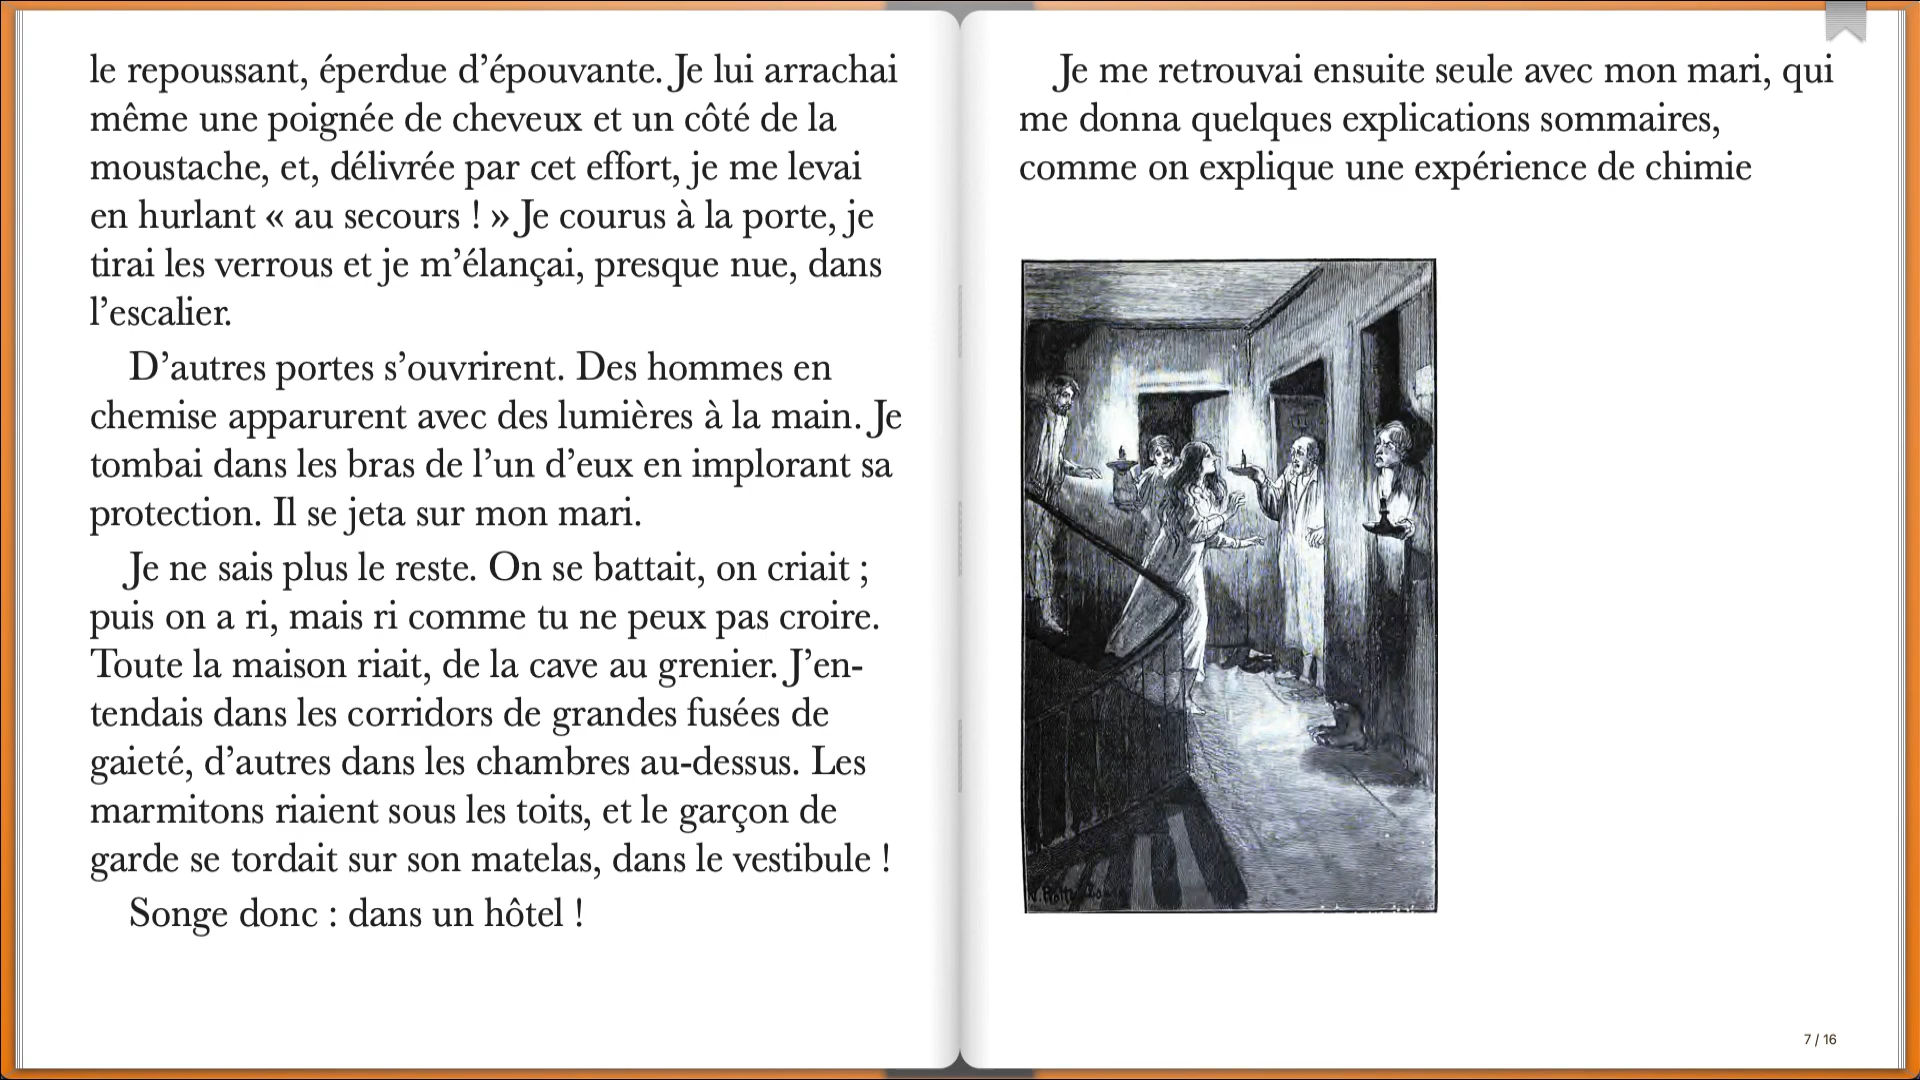 le repoussant, éperdue d’épouvante. Je lui arrachai
même une poignée de cheveux et un côté de la
moustache, et, délivrée par cet effort, je me levai
en hurlant « au secours ! » Je courus à la porte, je
tirai les verrous et je m’élançai, presque nue, dans
l’escalier.
D’autres portes s’ouvrirent. Des hommes en
chemise apparurent avec des lumières à la main. Je
tombai dans les bras de l’un d’eux en implorant sa
protection. Il se jeta sur mon mari.
Je ne sais plus le reste. On se battait, on criait ;
puis on a ri, mais ri comme tu ne peux pas croire.
Toute la maison riait, de la cave au grenier. J’en-
tendais dans les corridors de grandes fusées de
gaieté, d’autres dans les chambres au-dessus. Les
marmitons riaient sous les toits, et le garçon de
garde se tordait sur son matelas, dans le vestibule !
Songe donc : dans un hôtel !
Je me retrouvai ensuite seule avec mon mari, qui
me donna quelques explications sommaires,
comme on explique une expérience de chimie
7 / 16